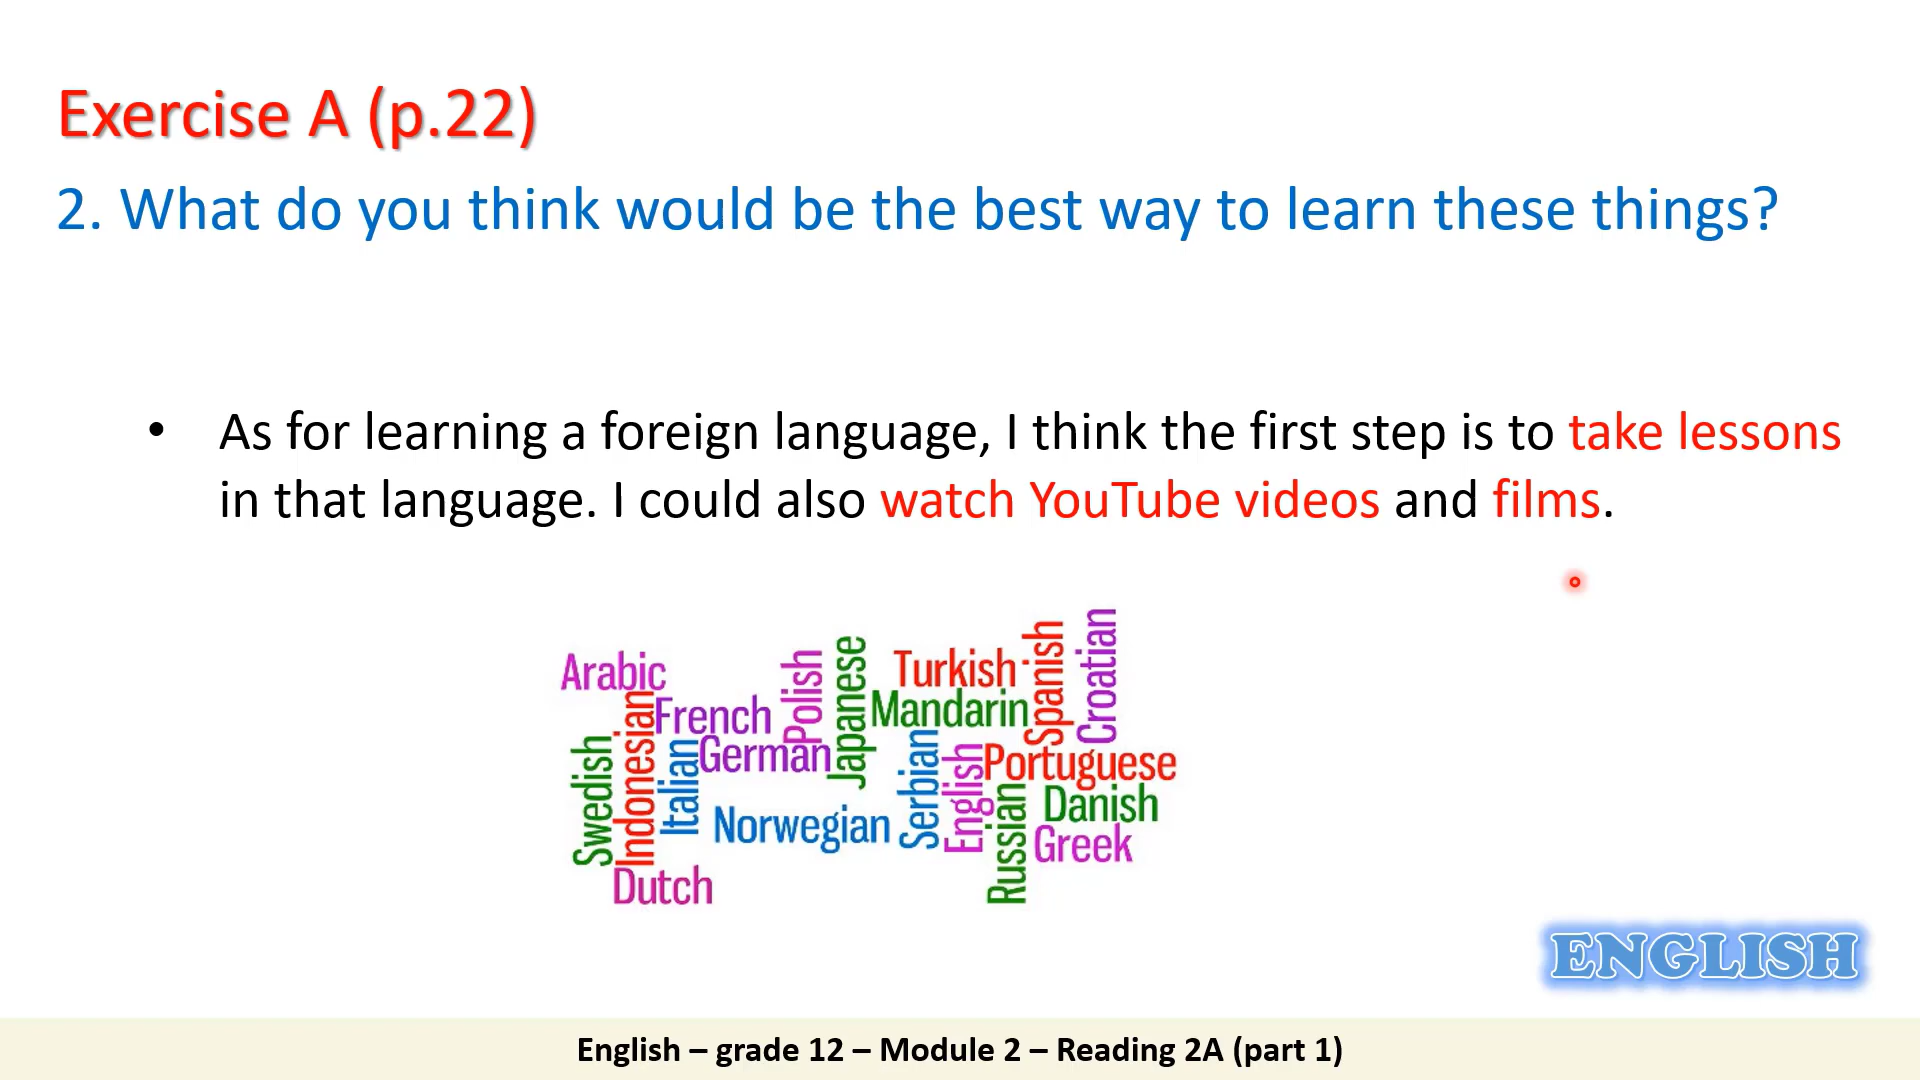 Exercise A (p.22)
2. What do you think would be the best way to learn these things?
• As for learning a foreign language, I think the first step is to take lessons
in that language. I could also watch YouTube videos and films.
Arabic
French
Polish
Japanese
Turkish
Mandarin
Spanish
Croatian
Swedish
Indonesian
Italian
German
Norwegian
Serbian
English
Portuguese
Russian
Danish
Greek
Dutch
ENGLISH
English – grade 12 – Module 2 – Reading 2A (part 1)